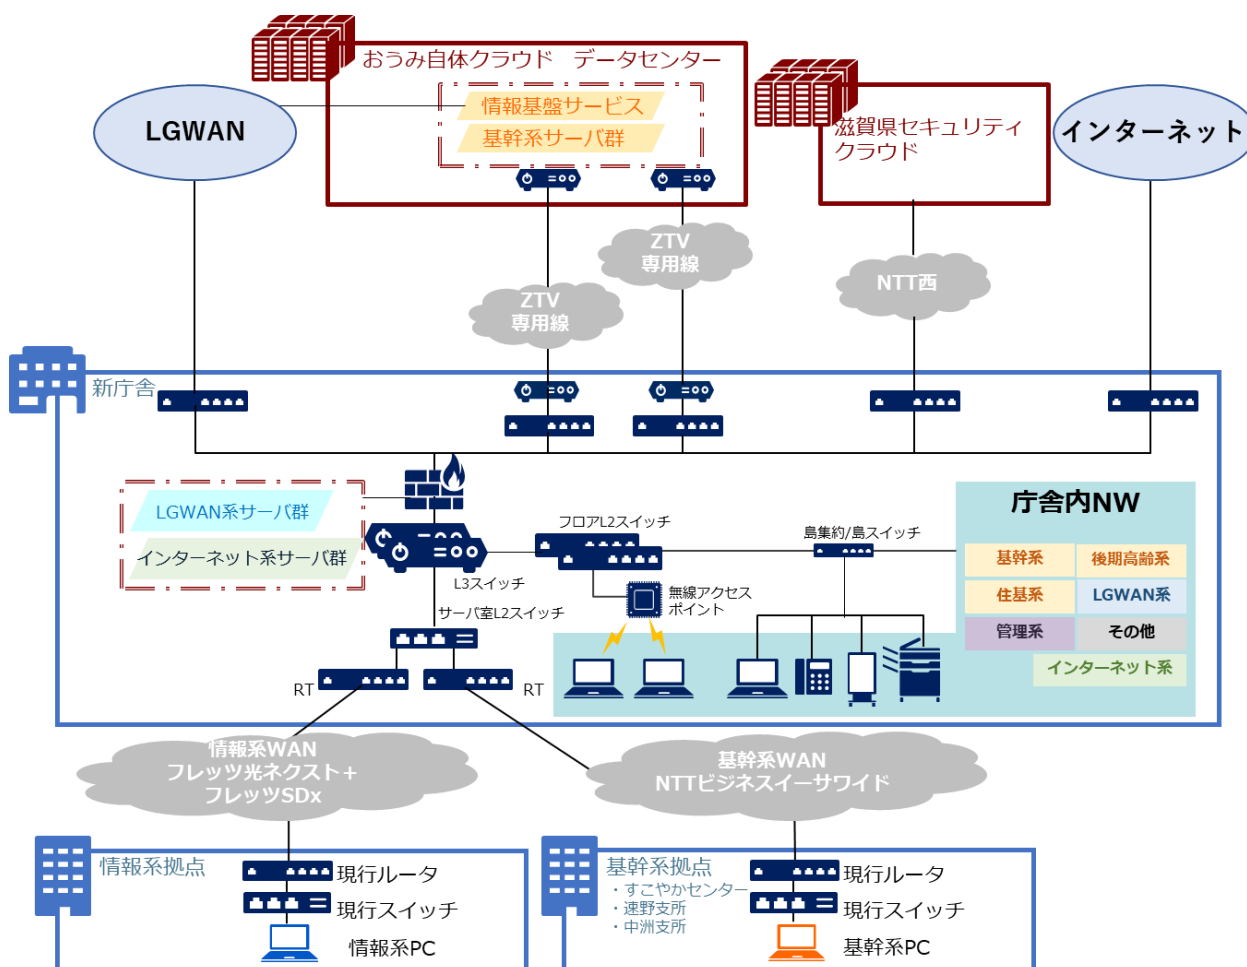 おうみ自体クラウド　データセンター
情報基盤サービス
基幹系サーバ群
LGWAN
滋賀県セキュリティ
クラウド
インターネット
ZTV
専用線
ZTV
専用線
NTT西
新庁舎
LGWAN系サーバ群
インターネット系サーバ群
L3スイッチ
フロアL2スイッチ
島集約/島スイッチ
庁舎内NW
基幹系
後期高齢系
住基系
LGWAN系
管理系
その他
インターネット系
無線アクセス
ポイント
サーバ室L2スイッチ
RT
RT
情報系WAN
フレッツ光ネクスト＋
フレッツSDx
基幹系WAN
NTTビジネスイーサワイド
情報系拠点
現行ルータ
現行スイッチ
情報系PC
基幹系拠点
・すこやかセンター
・速野支所
・中洲支所
現行ルータ
現行スイッチ
基幹系PC